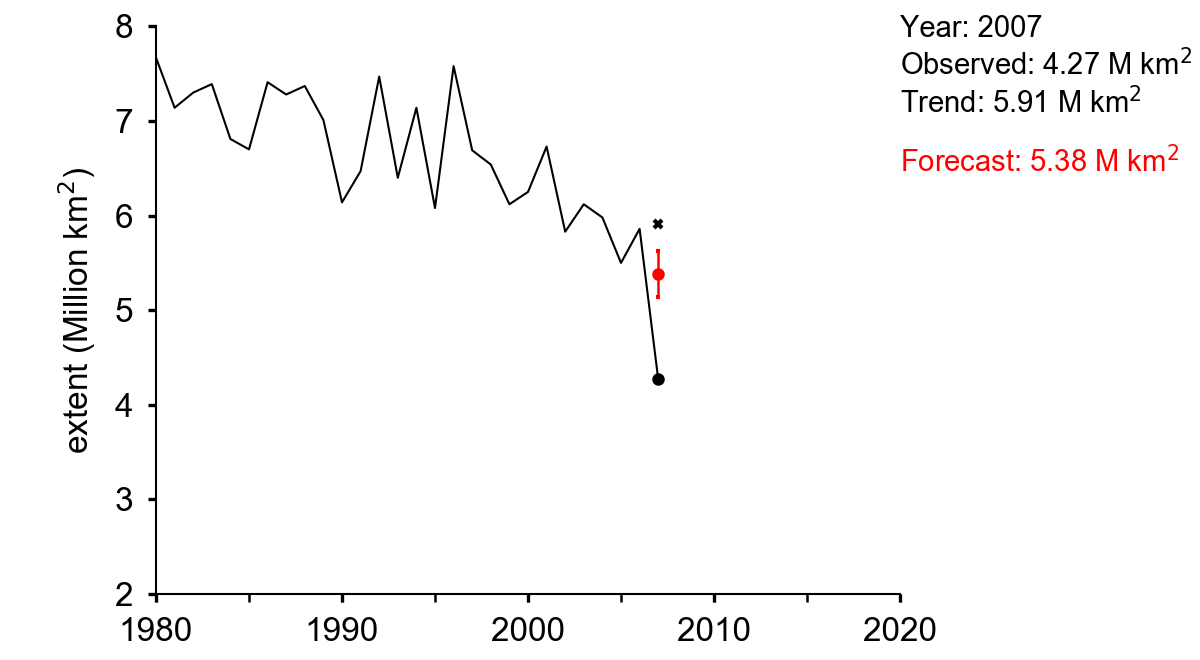 Year: 2007
Observed: 4.27 M km²
Trend: 5.91 M km²
Forecast: 5.38 M km²
extent (Million km²)
8
7
6
5
4
3
2
1980 1990 2000 2010 2020